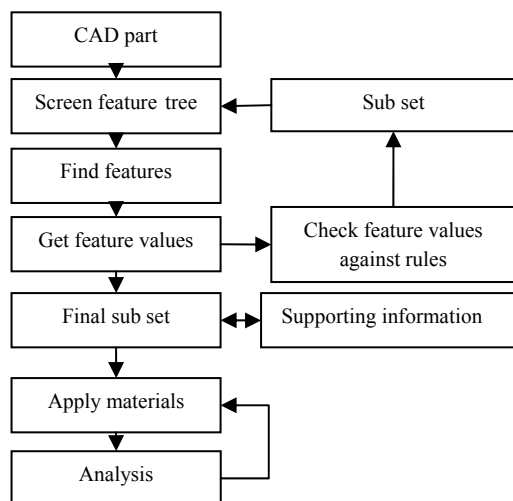 CAD part
Screen feature tree
Sub set
Find features
Get feature values
Check feature values
against rules
Final sub set
Supporting information
Apply materials
Analysis